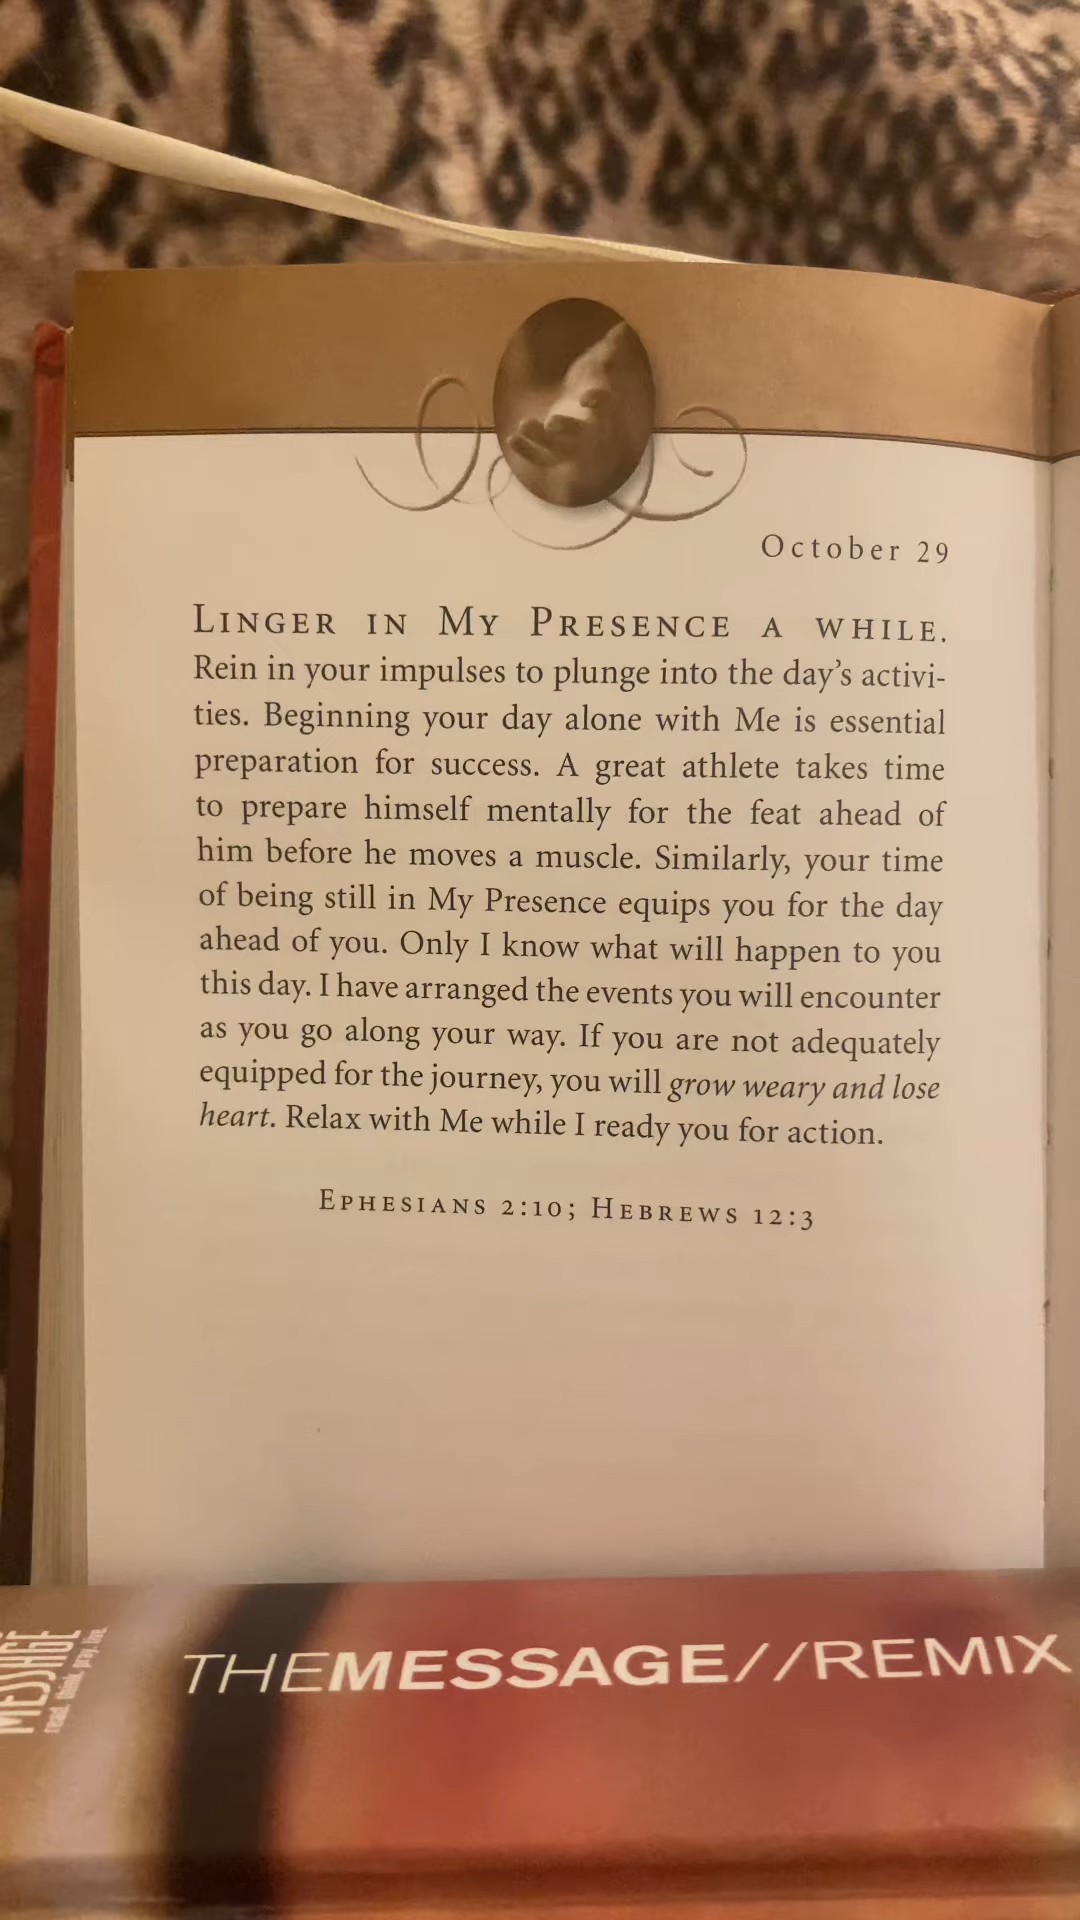 October 29
LINGER IN MY PRESENCE A WHILE.
Rein in your impulses to plunge into the day's activi-
ties. Beginning your day alone with Me is essential
preparation for success. A great athlete takes time
to prepare himself mentally for the feat ahead of
him before he moves a muscle. Similarly, your time
of being still in My Presence equips you for the day
ahead of you. Only I know what will happen to you
this day. I have arranged the events you will encounter
as you go along your way. If you are not adequately
equipped for the journey, you will grow weary and lose
heart. Relax with Me while I ready you for action.
EPHESIANS 2:10; HEBREWS 12:3
MESSAGE
read. think. pray. live.
THEMESSAGE//REMIX